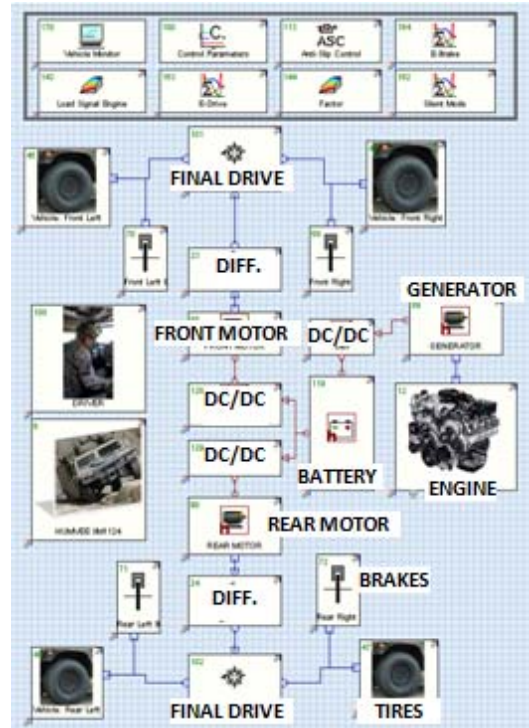 Vehicle Monitor
Control Parameters
Anti-Slip Control
E-Brake
ASC
Load Signal Engine
E-Drive
Factor
Silent Mode
FINAL DRIVE
Vehicle: Front Left
Vehicle: Front Right
DIFF.
Front Right
GENERATOR
FRONT MOTOR
DC/DC
GENERATOR
DRIVER
DC/DC
DC/DC
BATTERY
ENGINE
REAR MOTOR
REAR MOTOR
BRAKES
DIFF.
Rear Left B
Rear Right
Vehicle: Rear Left
FINAL DRIVE
TIRES